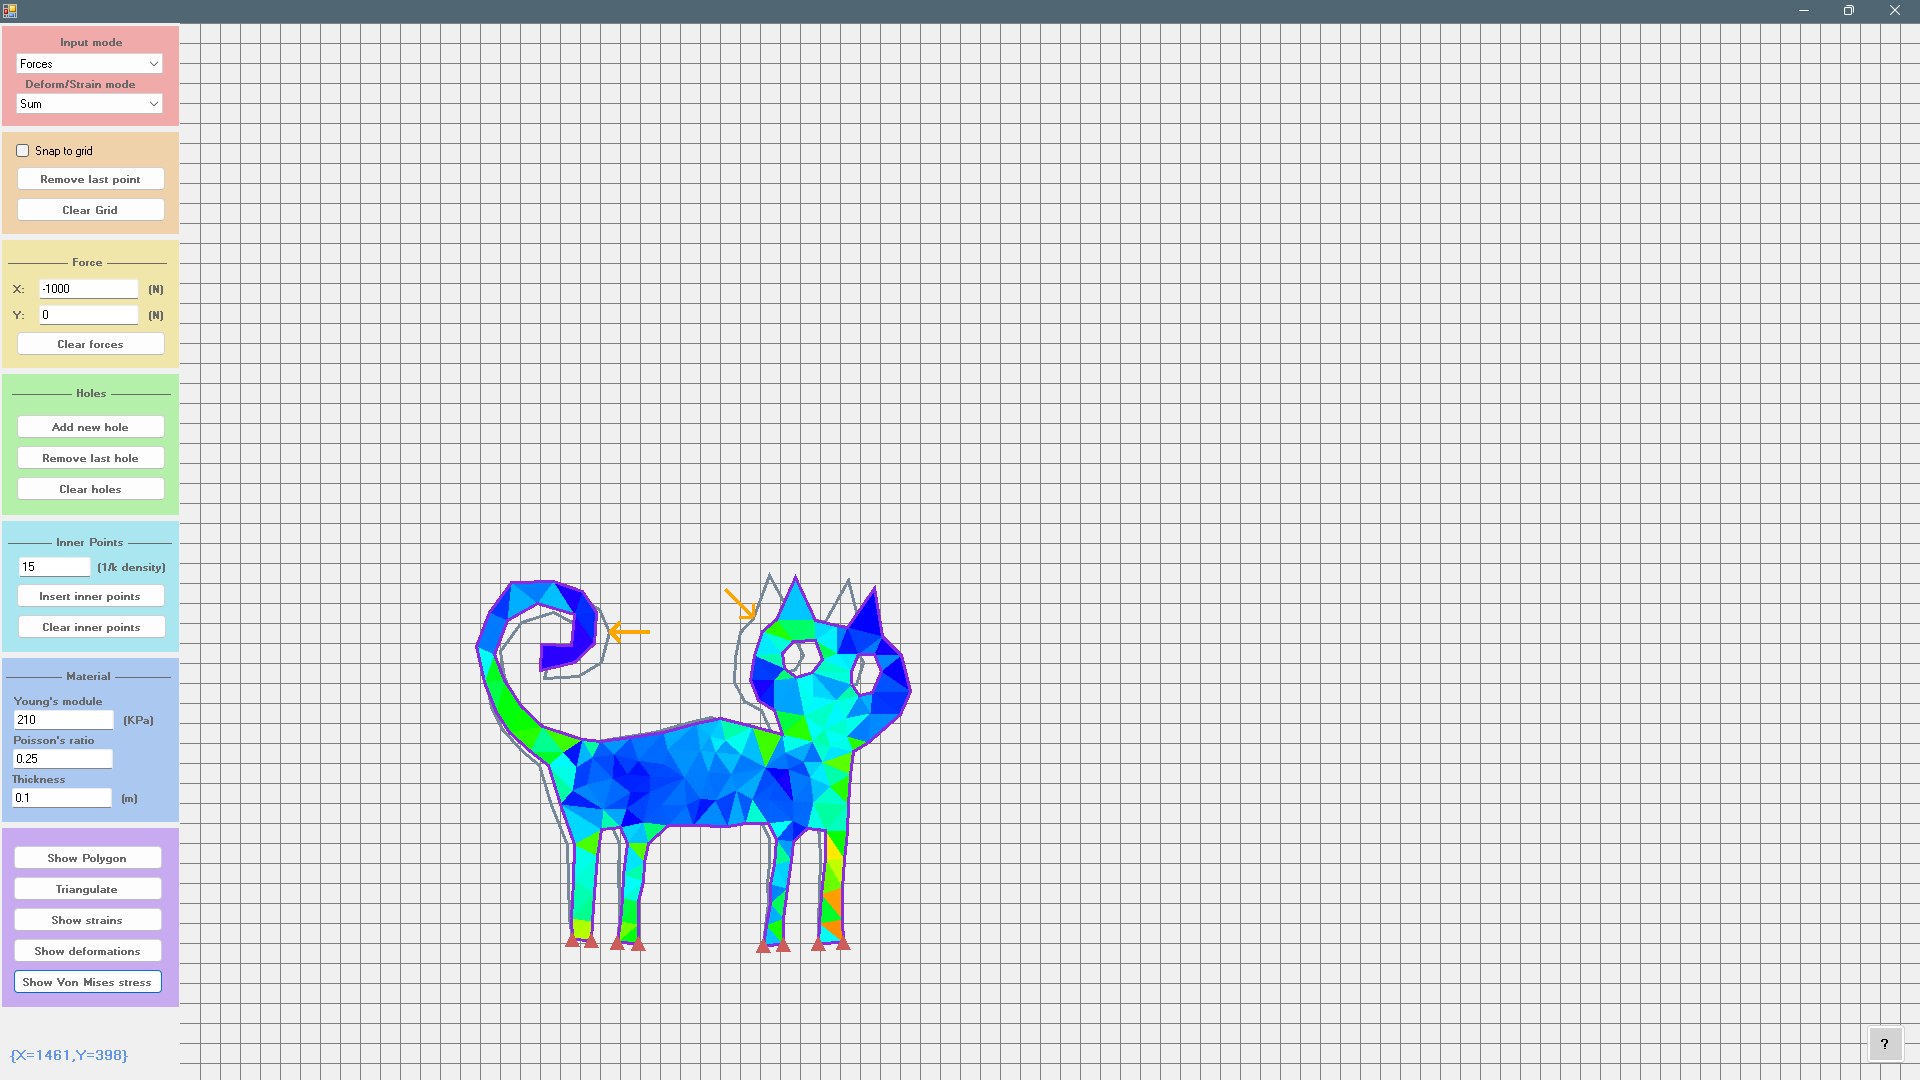 Input mode
Forces
Deform/Strain mode
Sum
Snap to grid
Remove last point
Clear Grid
Force
X: -1000 (N)
Y: 0 (N)
Clear forces
Holes
Add new hole
Remove last hole
Clear holes
Inner Points
15 (1/k density)
Insert inner points
Clear inner points
Material
Young's module
210 (KPa)
Poisson's ratio
0.25
Thickness
0.1 (m)
Show Polygon
Triangulate
Show strains
Show deformations
Show Von Mises stress
{X=1461,Y=398}
?